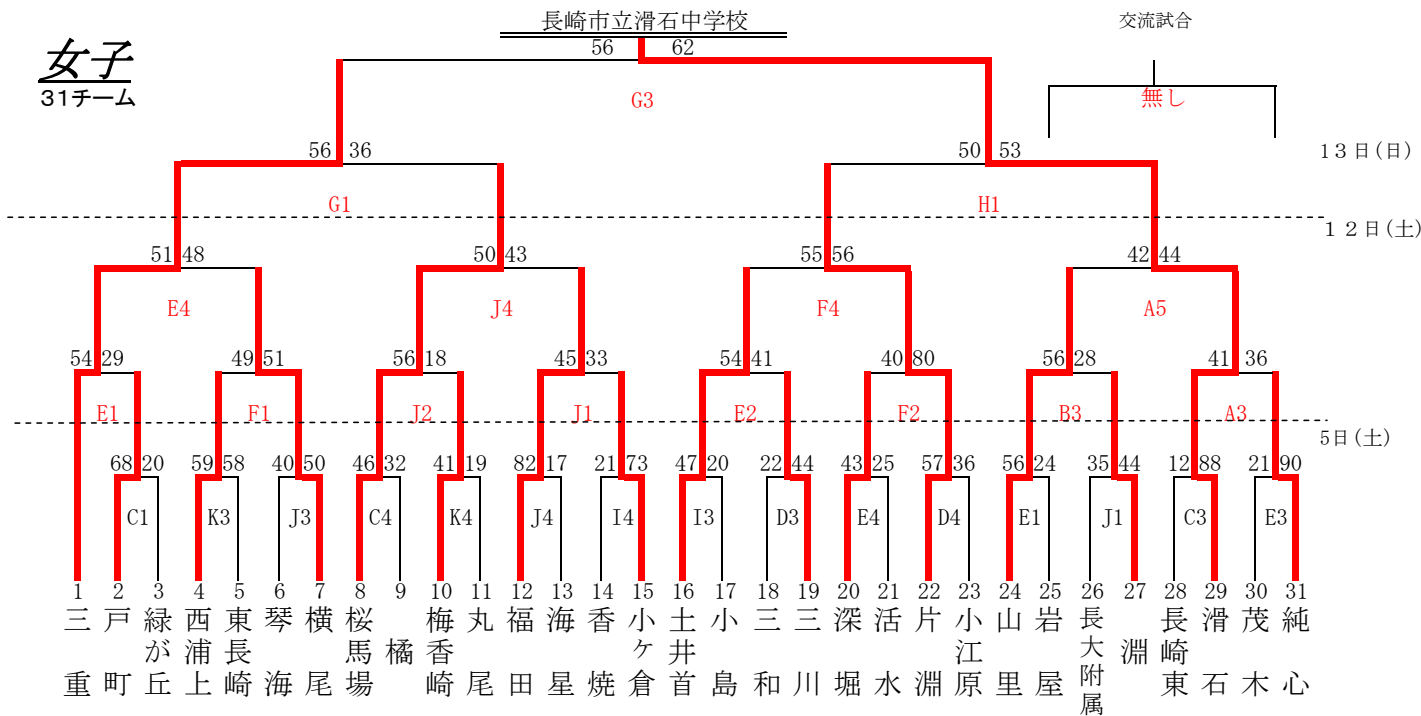 長崎市立滑石中学校
交流試合
女子
31チーム
56 62
G3
無し
56 36
50 53
13日(日)
G1
H1
12日(土)
51 48
50 43
55 56
42 44
E4
J4
F4
A5
54 29
49 51
56 18
45 33
54 41
40 80
56 28
41 36
E1
F1
J2
J1
E2
F2
B3
A3
5日(土)
68 20
59 58
40 50
46 32
41 19
82 17
21 73
47 20
22 44
43 25
57 36
56 24
35 44
12 88
21 90
C1
K3
J3
C4
K4
J4
I4
I3
D3
E4
D4
E1
J1
C3
E3
1 三重
2 戸町
3 緑が丘
4 西浦上
5 東長崎
6 琴海
7 横尾
8 桜馬場
9 橘
10 梅香崎
11 丸尾
12 福田
13 海星
14 香焼
15 小ケ倉
16 土井首
17 小島
18 三和
19 三川
20 深堀
21 活水
22 片淵
23 小江原
24 山里
25 岩屋
26 長大附属
27 淵
28 長崎東
29 滑石
30 茂木
31 純心